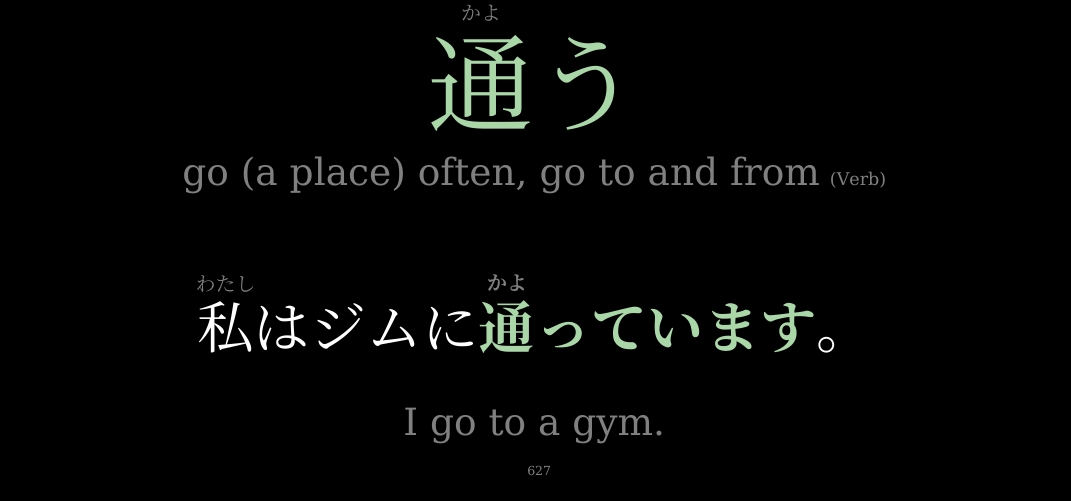 かよ
通う
go (a place) often, go to and from (Verb)
わたし かよ
私はジムに通っています。
I go to a gym.
627